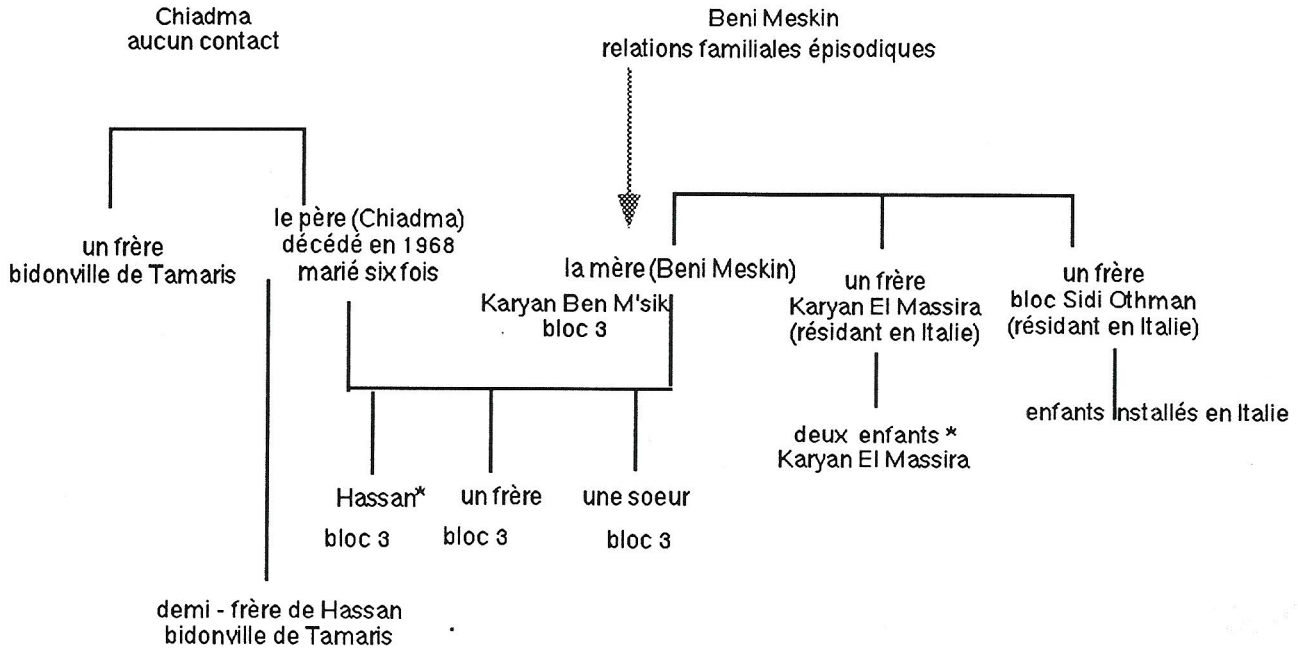 Chiadma
aucun contact
Beni Meskin
relations familiales épisodiques
un frère
bidonville de Tamaris
le père (Chiadma)
décédé en 1968
marié six fois
la mère (Beni Meskin)
Karyan Ben M'sik
bloc 3
un frère
Karyan El Massira
(résidant en Italie)
un frère
bloc Sidi Othman
(résidant en Italie)
deux enfants *
Karyan El Massira
enfants installés en Italie
Hassan*
bloc 3
un frère
bloc 3
une soeur
bloc 3
demi - frère de Hassan
bidonville de Tamaris